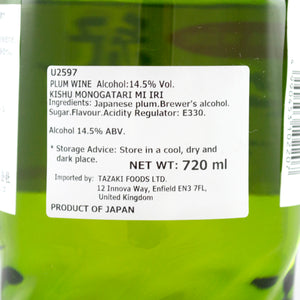 U2597
PLUM WINE Alcohol:14.5% Vol.
KISHU MONOGATARI MI IRI
Ingredients: Japanese plum.Brewer's alcohol.
Sugar.Flavour.Acidity Regulator: E330.
Alcohol 14.5% ABV.
* Storage Advice: Store in a cool, dry and
dark place.
NET WT: 720 ml
Imported by: TAZAKI FOODS LTD.
12 Innova Way, Enfield EN3 7FL,
United Kingdom
PRODUCT OF JAPAN